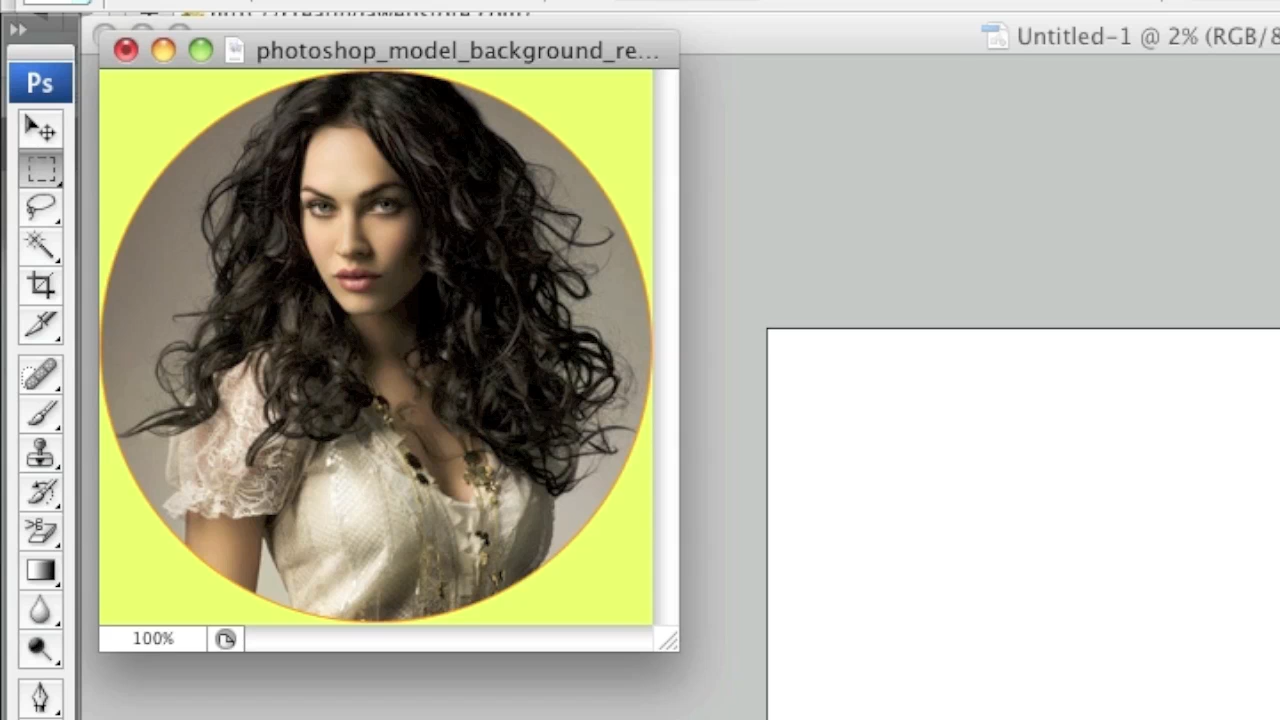 Untitled-1 @ 2% (RGB/8
photoshop_model_background_re...
Ps
100%